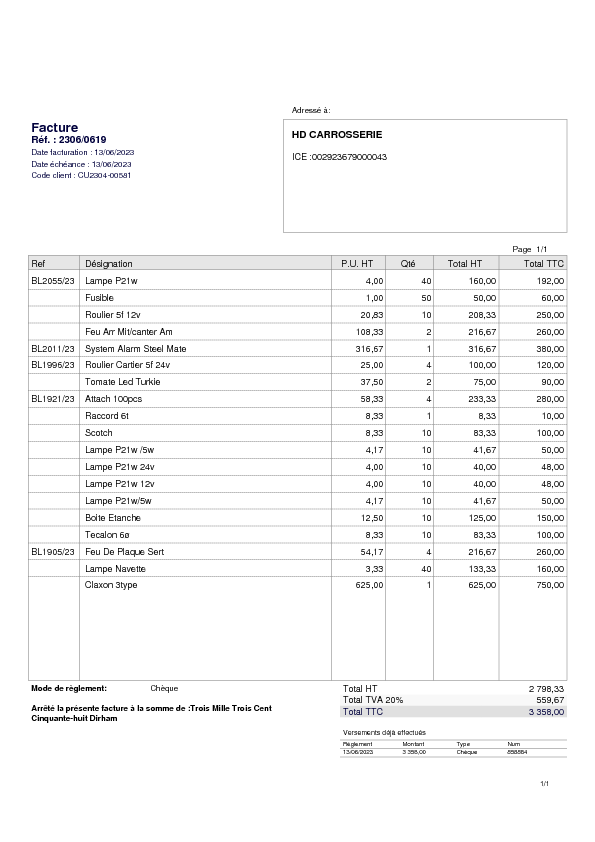 Adressé à:
Facture
Réf. : 2306/0619
Date facturation : 13/06/2023
Date échéance : 13/06/2023
Code client : CU2304-00581
HD CARROSSERIE
ICE :002923679000043
Page 1/1
Ref Désignation P.U. HT Qté Total HT Total TTC
BL2055/23 Lampe P21w 4,00 40 160,00 192,00
Fusible 1,00 50 50,00 60,00
Roulier 5f 12v 20,83 10 208,33 250,00
Feu Arr Mit/canter Am 108,33 2 216,67 260,00
BL2011/23 System Alarm Steel Mate 316,67 1 316,67 380,00
BL1996/23 Roulier Cartier 5f 24v 25,00 4 100,00 120,00
Tomate Led Turkie 37,50 2 75,00 90,00
BL1921/23 Attach 100pcs 58,33 4 233,33 280,00
Raccord 6t 8,33 1 8,33 10,00
Scotch 8,33 10 83,33 100,00
Lampe P21w /5w 4,17 10 41,67 50,00
Lampe P21w 24v 4,00 10 40,00 48,00
Lampe P21w 12v 4,00 10 40,00 48,00
Lampe P21w/5w 4,17 10 41,67 50,00
Boite Etanche 12,50 10 125,00 150,00
Tecalon 6ø 8,33 10 83,33 100,00
BL1905/23 Feu De Plaque Sert 54,17 4 216,67 260,00
Lampe Navette 3,33 40 133,33 160,00
Claxon 3type 625,00 1 625,00 750,00
Mode de règlement: Chèque
Arrêté la présente facture à la somme de :Trois Mille Trois Cent
Cinquante-huit Dirham
Total HT 2 798,33
Total TVA 20% 559,67
Total TTC 3 358,00
Versements déjà effectués
Règlement Montant Type Num
13/06/2023 3 358,00 Chèque
1/1